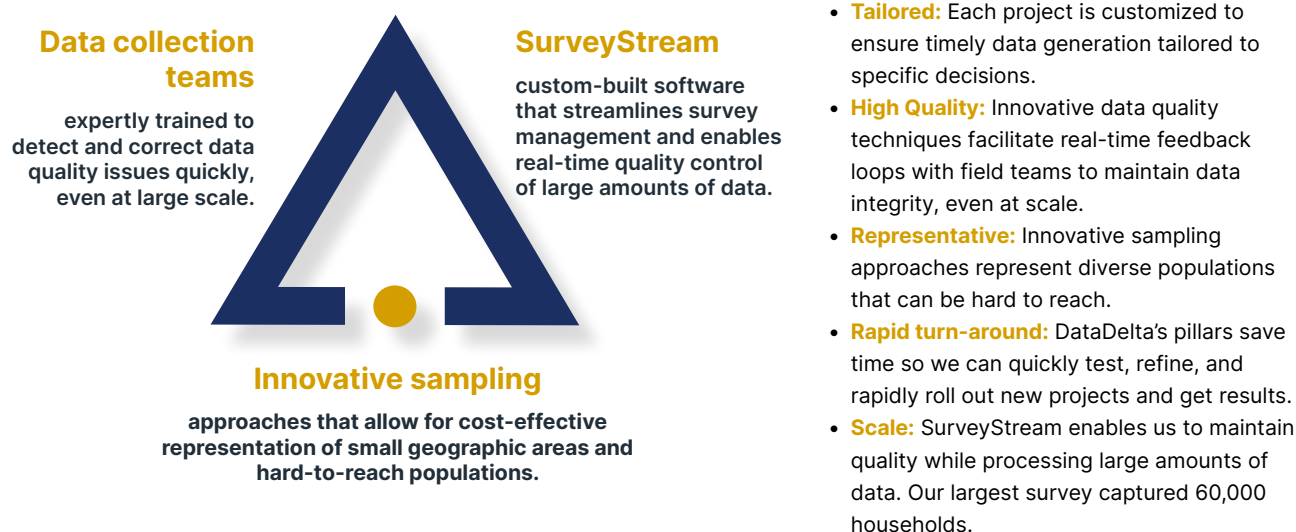 Data collection
teams
expertly trained to
detect and correct data
quality issues quickly,
even at large scale.
SurveyStream
custom-built software
that streamlines survey
management and enables
real-time quality control
of large amounts of data.
Innovative sampling
approaches that allow for cost-effective
representation of small geographic areas and
hard-to-reach populations.
• Tailored: Each project is customized to
ensure timely data generation tailored to
specific decisions.
• High Quality: Innovative data quality
techniques facilitate real-time feedback
loops with field teams to maintain data
integrity, even at scale.
• Representative: Innovative sampling
approaches represent diverse populations
that can be hard to reach.
• Rapid turn-around: DataDelta’s pillars save
time so we can quickly test, refine, and
rapidly roll out new projects and get results.
• Scale: SurveyStream enables us to maintain
quality while processing large amounts of
data. Our largest survey captured 60,000
households.